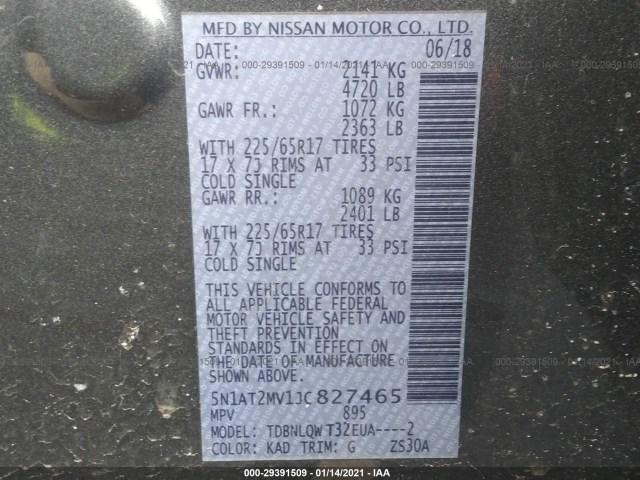 MFD BY NISSAN MOTOR CO., LTD.
DATE: 06/18
GVWR: 2141 KG
4720 LB
GAWR FR.: 1072 KG
2363 LB
WITH 225/65R17 TIRES
17 X 7J RIMS AT 33 PSI
COLD SINGLE
GAWR RR.: 1089 KG
2401 LB
WITH 225/65R17 TIRES
17 X 7J RIMS AT 33 PSI
COLD SINGLE
THIS VEHICLE CONFORMS TO
ALL APPLICABLE FEDERAL
MOTOR VEHICLE SAFETY AND
THEFT PREVENTION
STANDARDS IN EFFECT ON
THE DATE OF MANUFACTURE
SHOWN ABOVE.
5N1AT2MV1JC827465
MPV 895
MODEL: TDBNLQWT32EUA----2
COLOR: KAD TRIM: G ZS30A
000-29391509 - 01/14/2021 - IAA